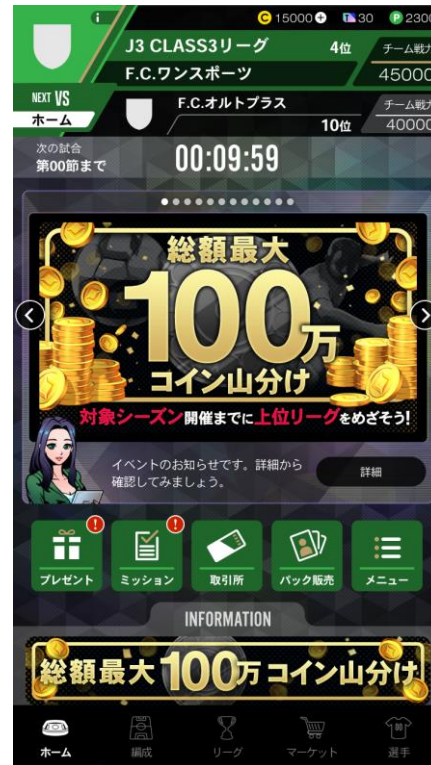 i
C 15000
30
P 2300
J3 CLASS3リーグ 4位
チーム戦力
F.C.ワンスポーツ
45000
NEXT VS
ホーム
F.C.オルトプラス
10位
チーム戦力
40000
次の試合
第00節まで
00:09:59
総額最大
100万
コイン山分け
対象シーズン開催までに上位リーグをめざそう!
イベントのお知らせです。詳細から
確認してみましょう。
詳細
プレゼント
ミッション
取引所
パック販売
メニュー
INFORMATION
総額最大100万コイン山分け
ホーム
編成
リーグ
マーケット
選手